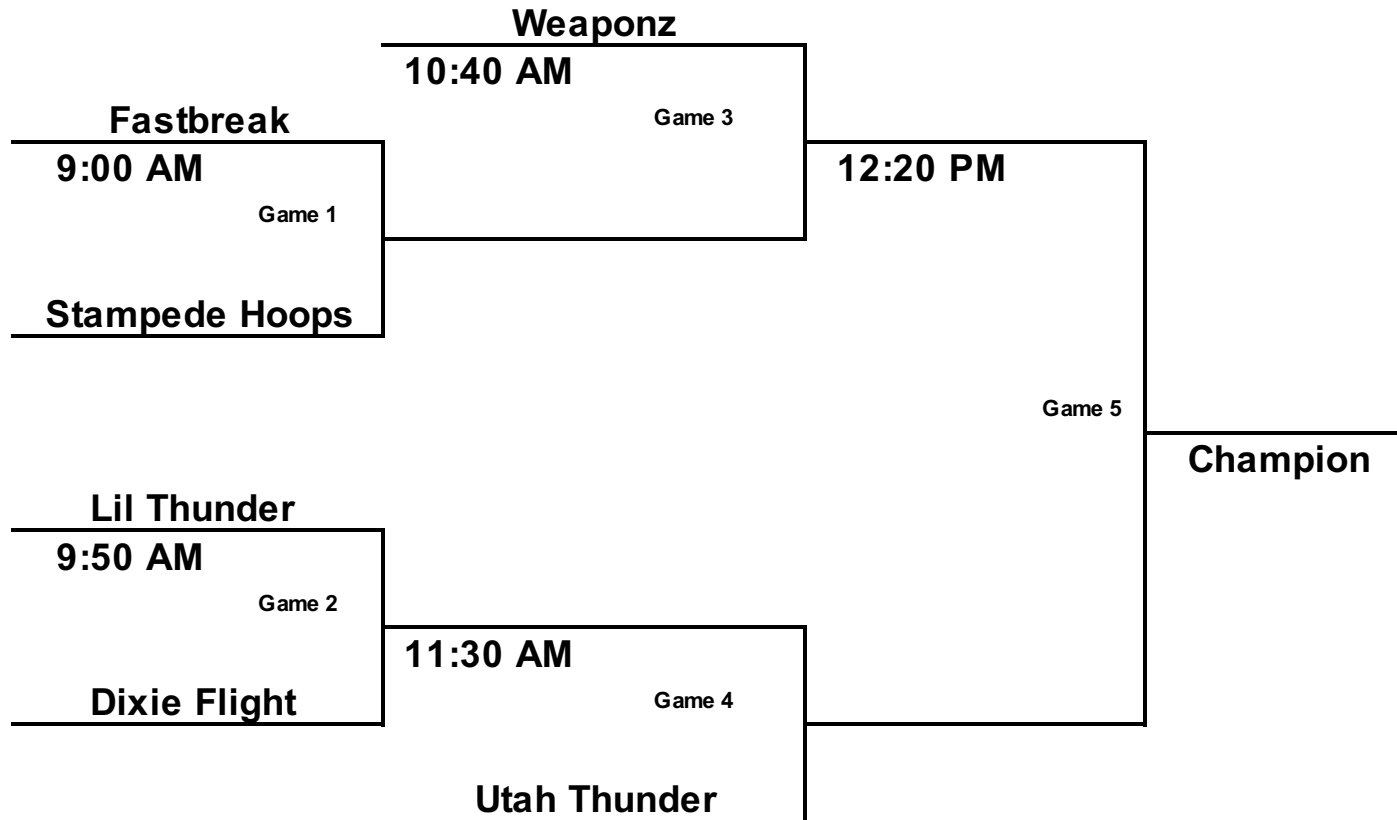 Weaponz
10:40 AM
Game 3
Fastbreak
9:00 AM
12:20 PM
Game 1
Stampede Hoops
Game 5
Champion
Lil Thunder
9:50 AM
Game 2
11:30 AM
Dixie Flight
Game 4
Utah Thunder